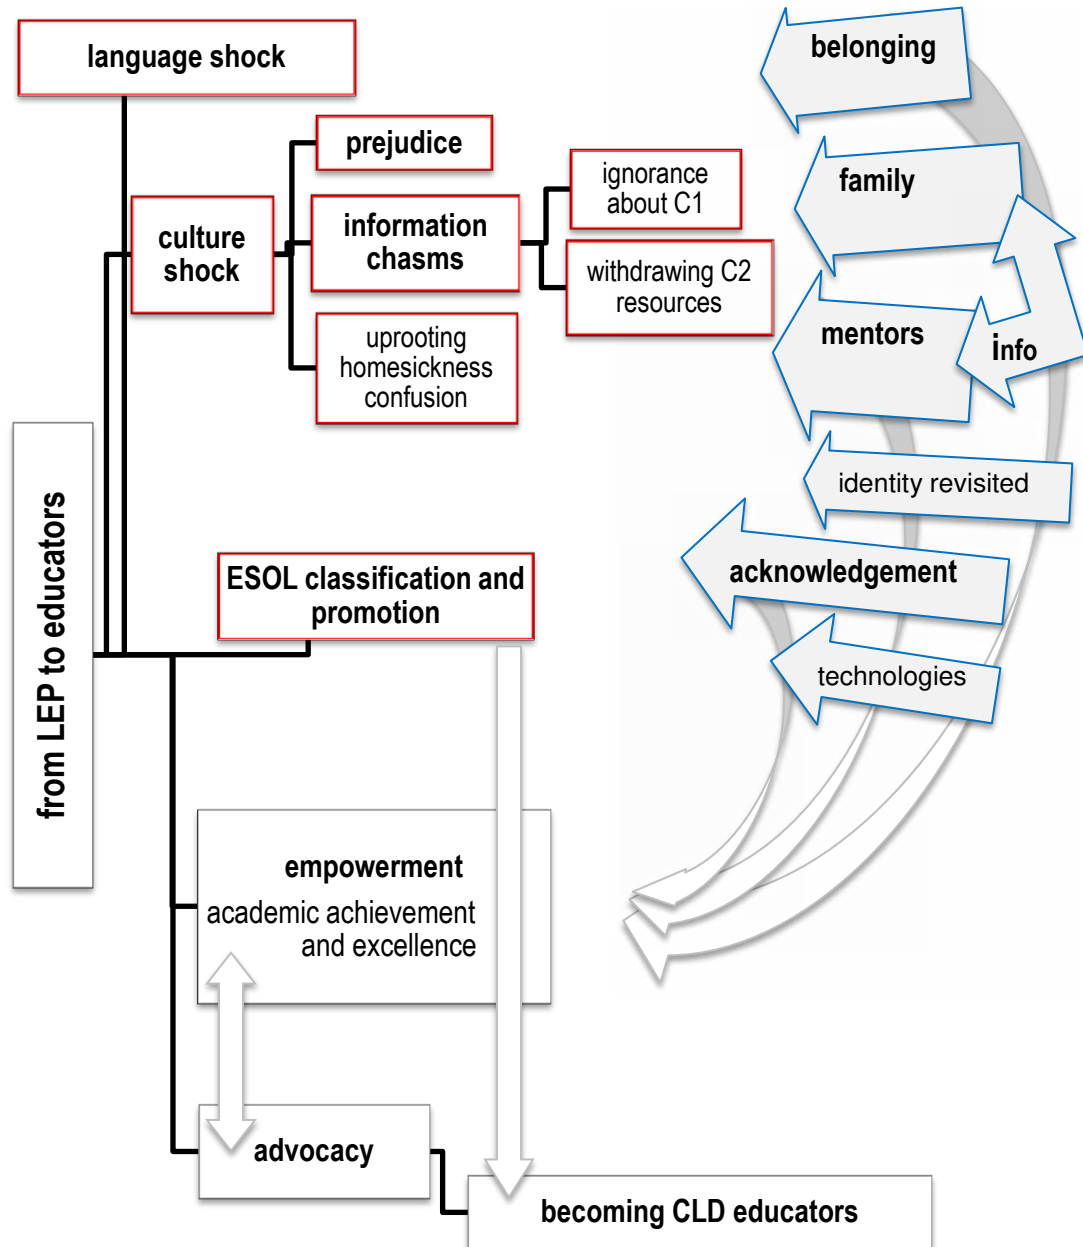 language shock
prejudice
culture
shock
information
chasms
ignorance
about C1
withdrawing C2
resources
uprooting
homesickness
confusion
from LEP to educators
ESOL classification and
promotion
empowerment
academic achievement
and excellence
advocacy
becoming CLD educators
belonging
family
mentors
info
identity revisited
acknowledgement
technologies